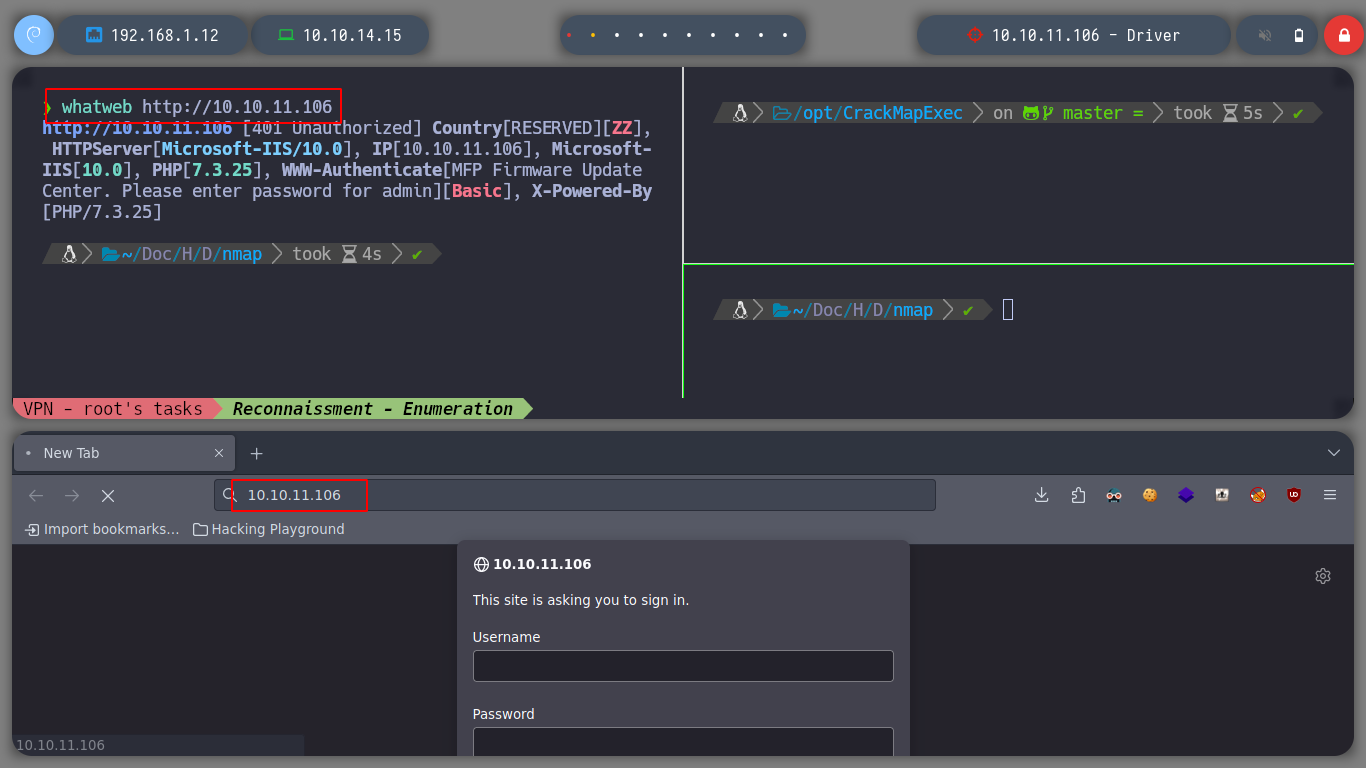 192.168.1.12
10.10.14.15
10.10.11.106 - Driver
❯ whatweb http://10.10.11.106
http://10.10.11.106 [401 Unauthorized] Country[RESERVED][ZZ],
HTTPServer[Microsoft-IIS/10.0], IP[10.10.11.106], Microsoft-
IIS[10.0], PHP[7.3.25], WWW-Authenticate[MFP Firmware Update
Center. Please enter password for admin][Basic], X-Powered-By
[PHP/7.3.25]
~/Doc/H/D/nmap took 4s ✔
/opt/CrackMapExec on master = took 5s ✔
~/Doc/H/D/nmap ✔
VPN - root's tasks
Reconnaissment - Enumeration
New Tab
10.10.11.106
Import bookmarks...
Hacking Playground
10.10.11.106
This site is asking you to sign in.
Username
Password
10.10.11.106